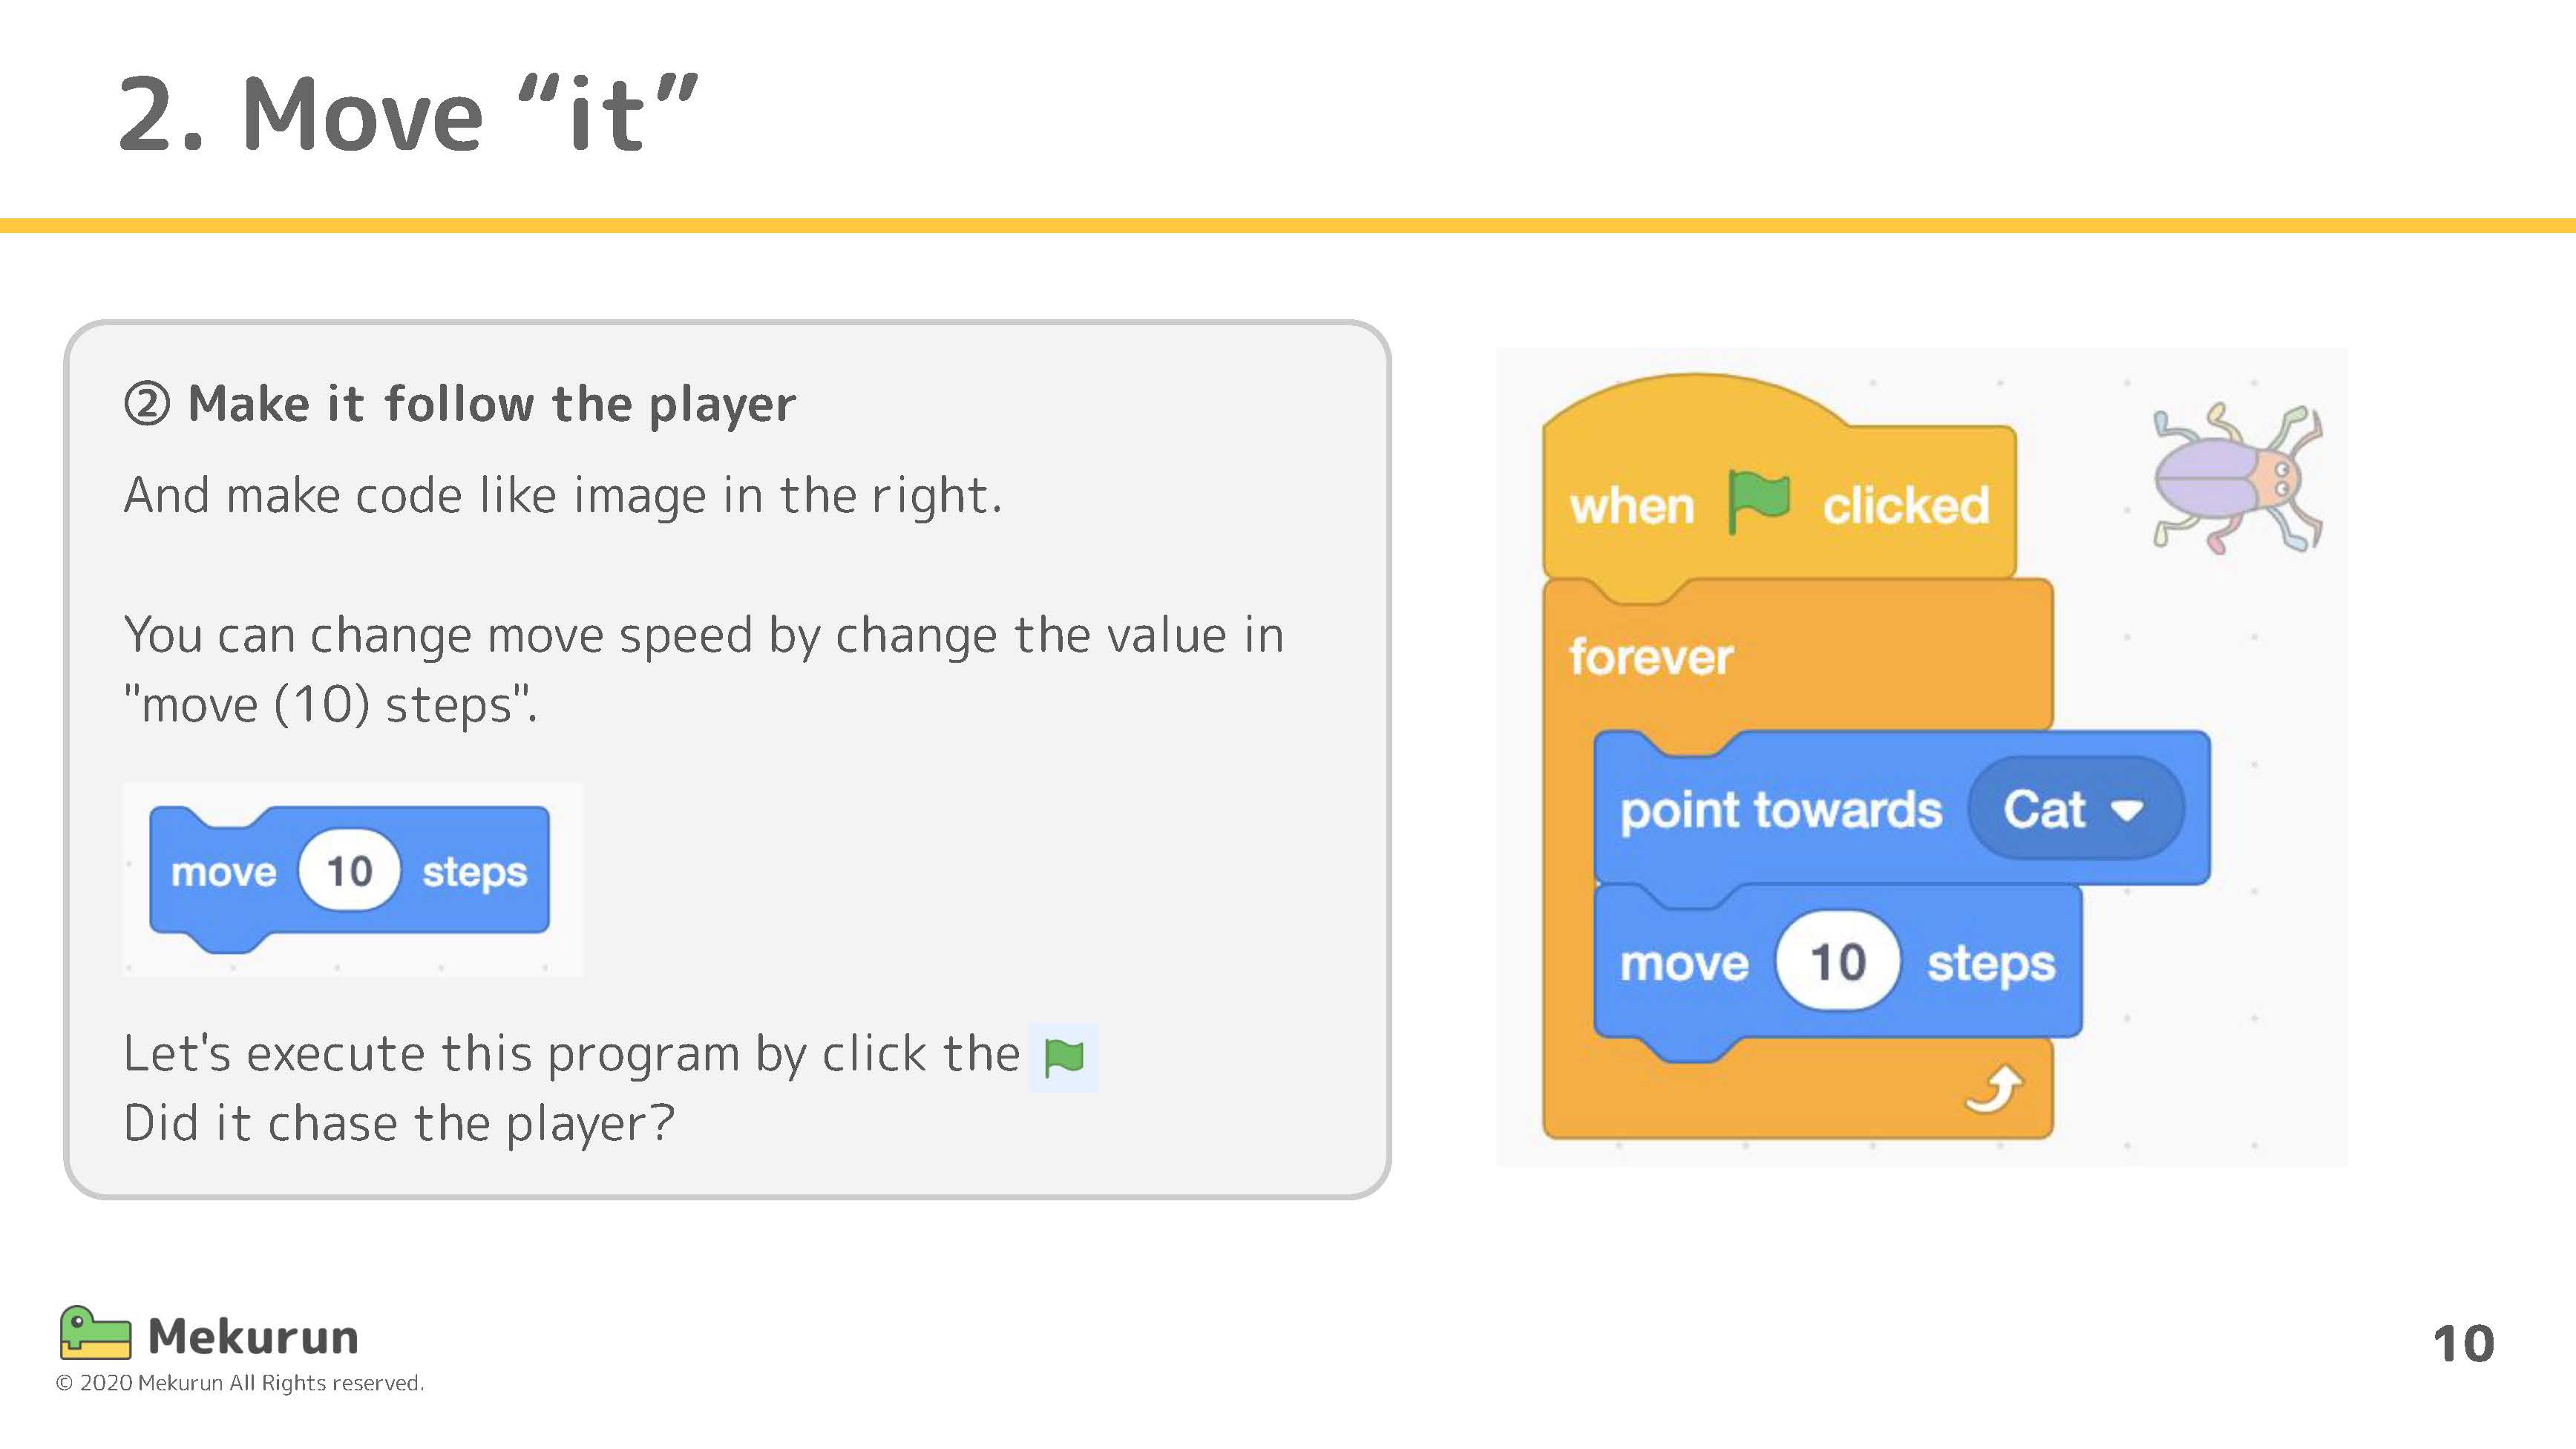 2. Move “it”
② Make it follow the player
And make code like image in the right.
You can change move speed by change the value in
"move (10) steps".
move 10 steps
Let's execute this program by click the
Did it chase the player?
when clicked
forever
point towards Cat
move 10 steps
Mekurun
© 2020 Mekurun All Rights reserved.
10